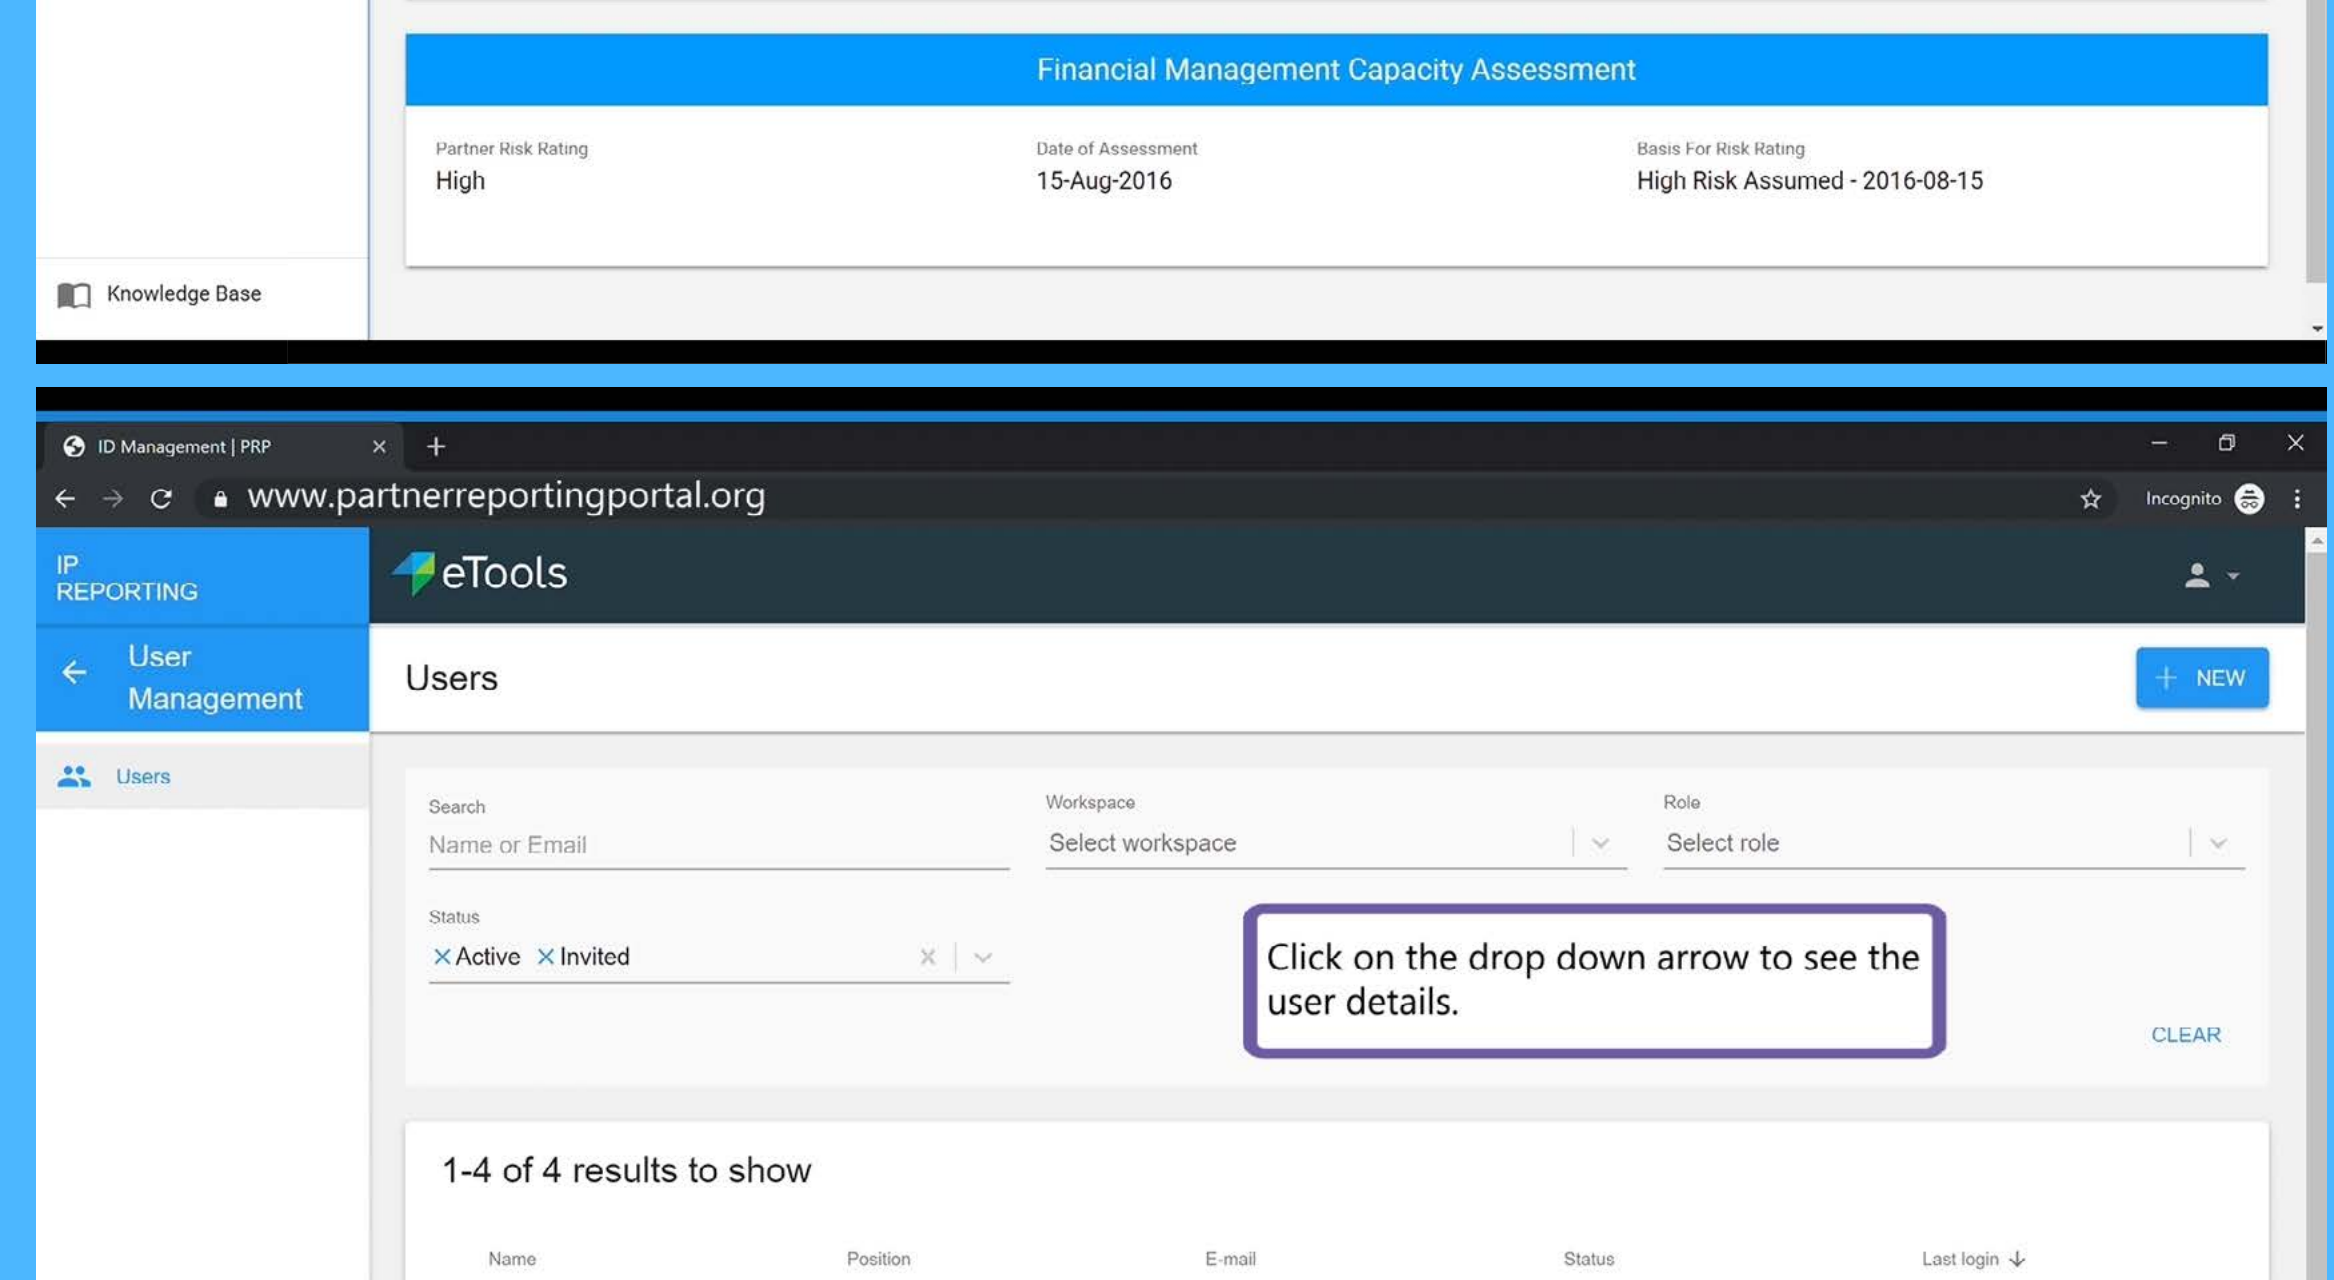 Financial Management Capacity Assessment
Partner Risk Rating
High
Date of Assessment
15-Aug-2016
Basis For Risk Rating
High Risk Assumed - 2016-08-15
Knowledge Base
ID Management | PRP
www.partnerreportingportal.org
Incognito
IP
REPORTING
eTools
User
Management
Users
NEW
Users
Search
Name or Email
Workspace
Select workspace
Role
Select role
Status
Active Invited
Click on the drop down arrow to see the
user details.
CLEAR
1-4 of 4 results to show
Name Position E-mail Status Last login